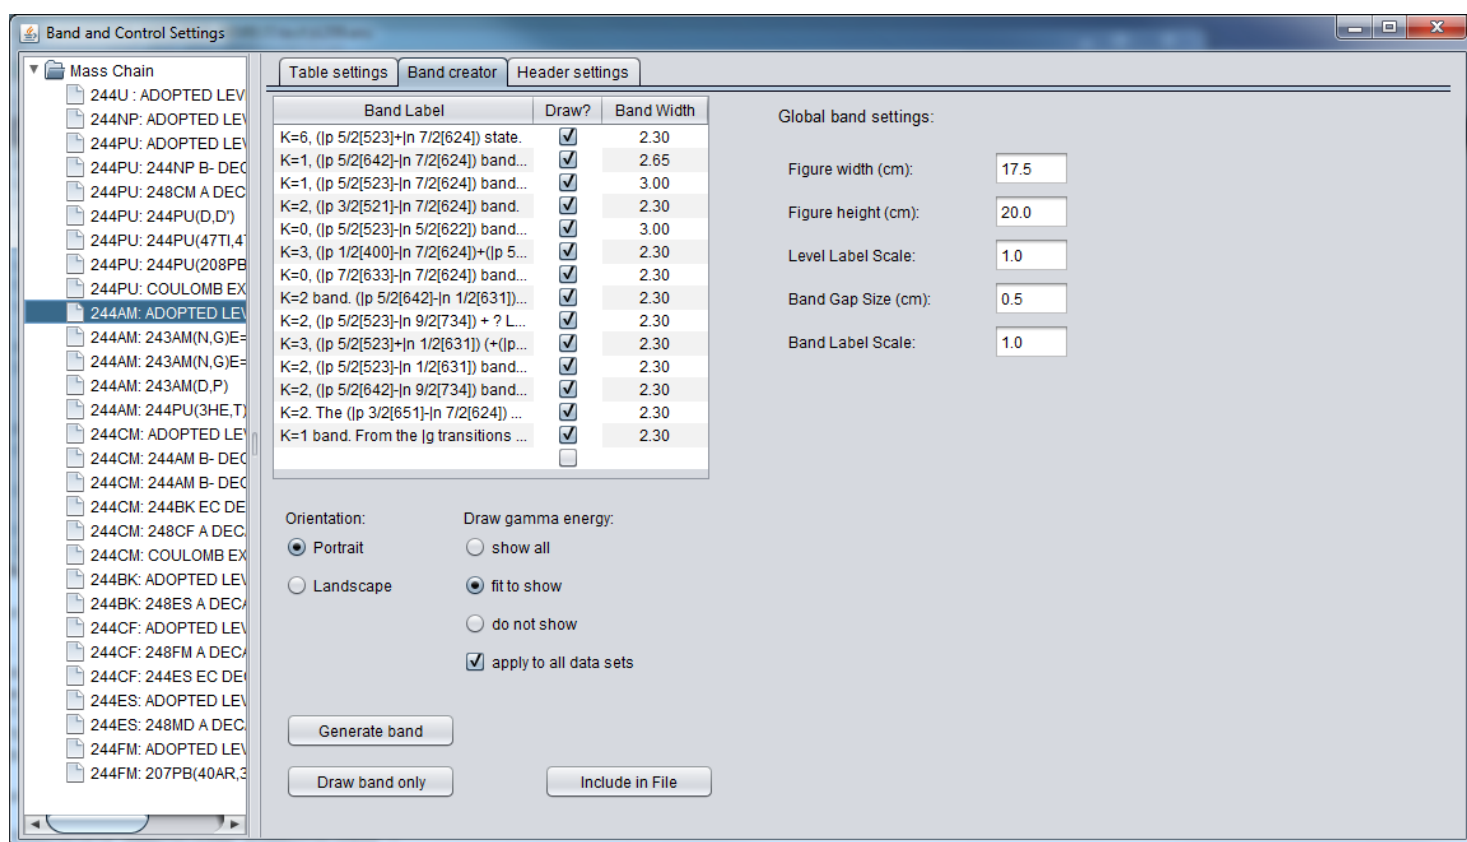 Band and Control Settings
Mass Chain
244U : ADOPTED LEV
244NP: ADOPTED LEV
244PU: ADOPTED LEV
244PU: 244NP B- DEC
244PU: 248CM A DEC
244PU: 244PU(D,D')
244PU: 244PU(47TI,4
244PU: 244PU(208PB
244PU: COULOMB EX
244AM: ADOPTED LEV
244AM: 243AM(N,G)E=
244AM: 243AM(N,G)E=
244AM: 243AM(D,P)
244AM: 244PU(3HE,T)
244CM: ADOPTED LEV
244CM: 244AM B- DEC
244CM: 244AM B- DEC
244CM: 244BK EC DE
244CM: 248CF A DEC
244CM: COULOMB EX
244BK: ADOPTED LEV
244BK: 248ES A DECA
244CF: ADOPTED LEV
244CF: 248FM A DECA
244CF: 244ES EC DE
244ES: ADOPTED LEV
244ES: 248MD A DEC
244FM: ADOPTED LEV
244FM: 207PB(40AR,3
Table settings Band creator Header settings
Band Label Draw? Band Width
K=6, (|p 5/2[523]+|n 7/2[624]) state. 2.30
K=1, (|p 5/2[642]-|n 7/2[624]) band... 2.65
K=1, (|p 5/2[523]-|n 7/2[624]) band... 3.00
K=2, (|p 3/2[521]-|n 7/2[624]) band. 2.30
K=0, (|p 5/2[523]-|n 5/2[622]) band... 3.00
K=3, (|p 1/2[400]-|n 7/2[624])+(|p 5... 2.30
K=0, (|p 7/2[633]-|n 7/2[624]) band... 2.30
K=2 band. (|p 5/2[642]-|n 1/2[631])... 2.30
K=2, (|p 5/2[523]-|n 9/2[734]) + ? L... 2.30
K=3, (|p 5/2[523]+|n 1/2[631]) (+(|p... 2.30
K=2, (|p 5/2[523]-|n 1/2[631]) band... 2.30
K=2, (|p 5/2[642]-|n 9/2[734]) band... 2.30
K=2. The (|p 3/2[651]-|n 7/2[624]) ... 2.30
K=1 band. From the |g transitions ... 2.30
Orientation:
Portrait
Landscape
Draw gamma energy:
show all
fit to show
do not show
apply to all data sets
Generate band
Draw band only
Include in File
Global band settings:
Figure width (cm): 17.5
Figure height (cm): 20.0
Level Label Scale: 1.0
Band Gap Size (cm): 0.5
Band Label Scale: 1.0